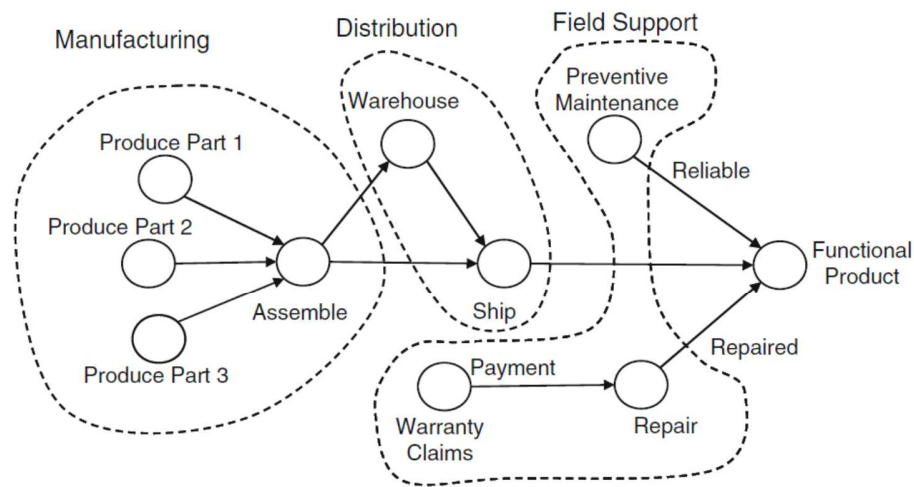 Manufacturing
Distribution
Field Support
Preventive
Maintenance
Warehouse
Produce Part 1
Reliable
Produce Part 2
Functional
Product
Assemble
Ship
Produce Part 3
Payment
Repaired
Warranty
Claims
Repair